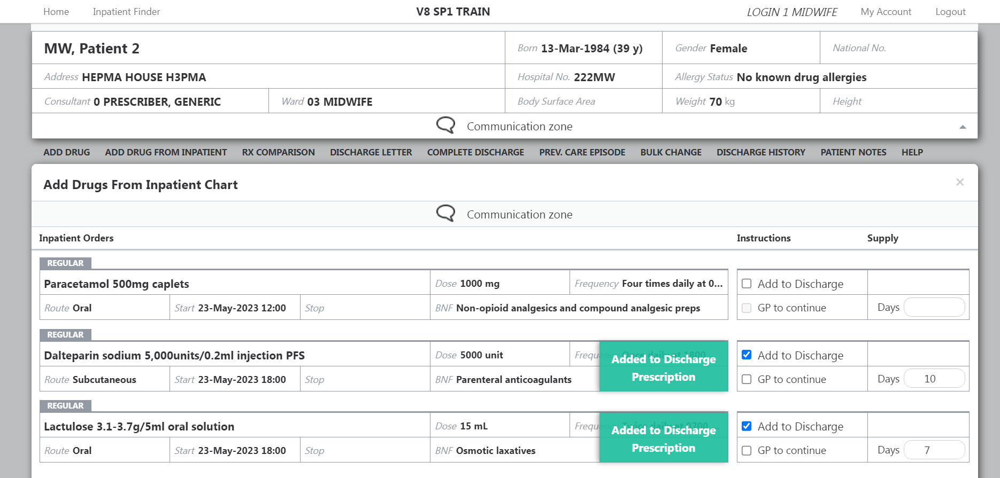 Home Inpatient Finder V8 SP1 TRAIN LOGIN 1 MIDWIFE My Account Logout
MW, Patient 2 Born 13-Mar-1984 (39 y) Gender Female National No.
Address HEPMA HOUSE H3PMA Hospital No. 222MW Allergy Status No known drug allergies
Consultant 0 PRESCRIBER, GENERIC Ward 03 MIDWIFE Body Surface Area Weight 70 kg Height
Communication zone
ADD DRUG ADD DRUG FROM INPATIENT RX COMPARISON DISCHARGE LETTER COMPLETE DISCHARGE PREV. CARE EPISODE BULK CHANGE DISCHARGE HISTORY PATIENT NOTES HELP
Add Drugs From Inpatient Chart
Communication zone
Inpatient Orders Instructions Supply
REGULAR
Paracetamol 500mg caplets Dose 1000 mg Frequency Four times daily at 0... Add to Discharge
Route Oral Start 23-May-2023 12:00 Stop BNF Non-opioid analgesics and compound analgesic preps GP to continue Days
REGULAR
Dalteparin sodium 5,000units/0.2ml injection PFS Dose 5000 unit Frequency Once daily at 1800 Added to Discharge Add to Discharge
Route Subcutaneous Start 23-May-2023 18:00 Stop BNF Parenteral anticoagulants Prescription GP to continue Days 10
REGULAR
Lactulose 3.1-3.7g/5ml oral solution Dose 15 mL Frequency Twice daily at 0700... Added to Discharge Add to Discharge
Route Oral Start 23-May-2023 18:00 Stop BNF Osmotic laxatives Prescription GP to continue Days 7